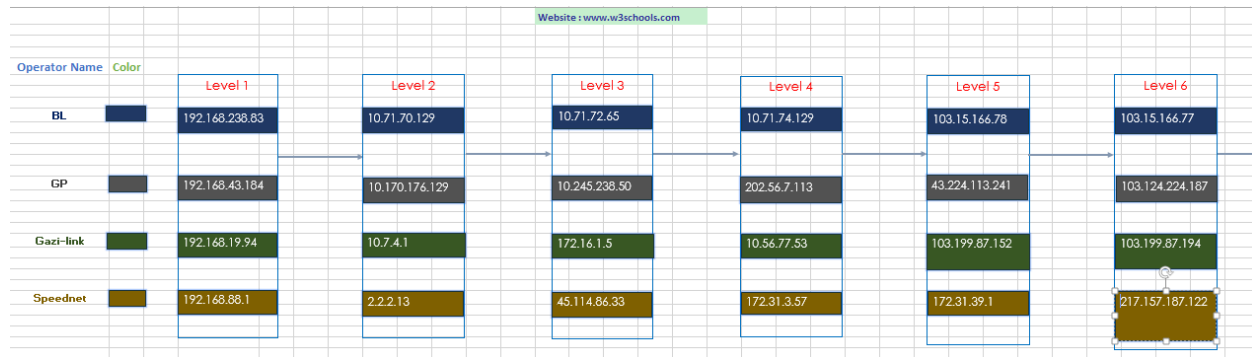 Website : www.w3schools.com
Operator Name Color
Level 1 Level 2 Level 3 Level 4 Level 5 Level 6
BL 192.168.238.83 10.71.70.129 10.71.72.65 10.71.74.129 103.15.166.78 103.15.166.77
GP 192.168.43.184 10.170.176.129 10.245.238.50 202.56.7.113 43.224.113.241 103.124.224.187
Gazi-link 192.168.19.94 10.7.4.1 172.16.1.5 10.56.77.53 103.199.87.152 103.199.87.194
Speednet 192.168.88.1 2.2.2.13 45.114.86.33 172.31.3.57 172.31.39.1 217.157.187.122